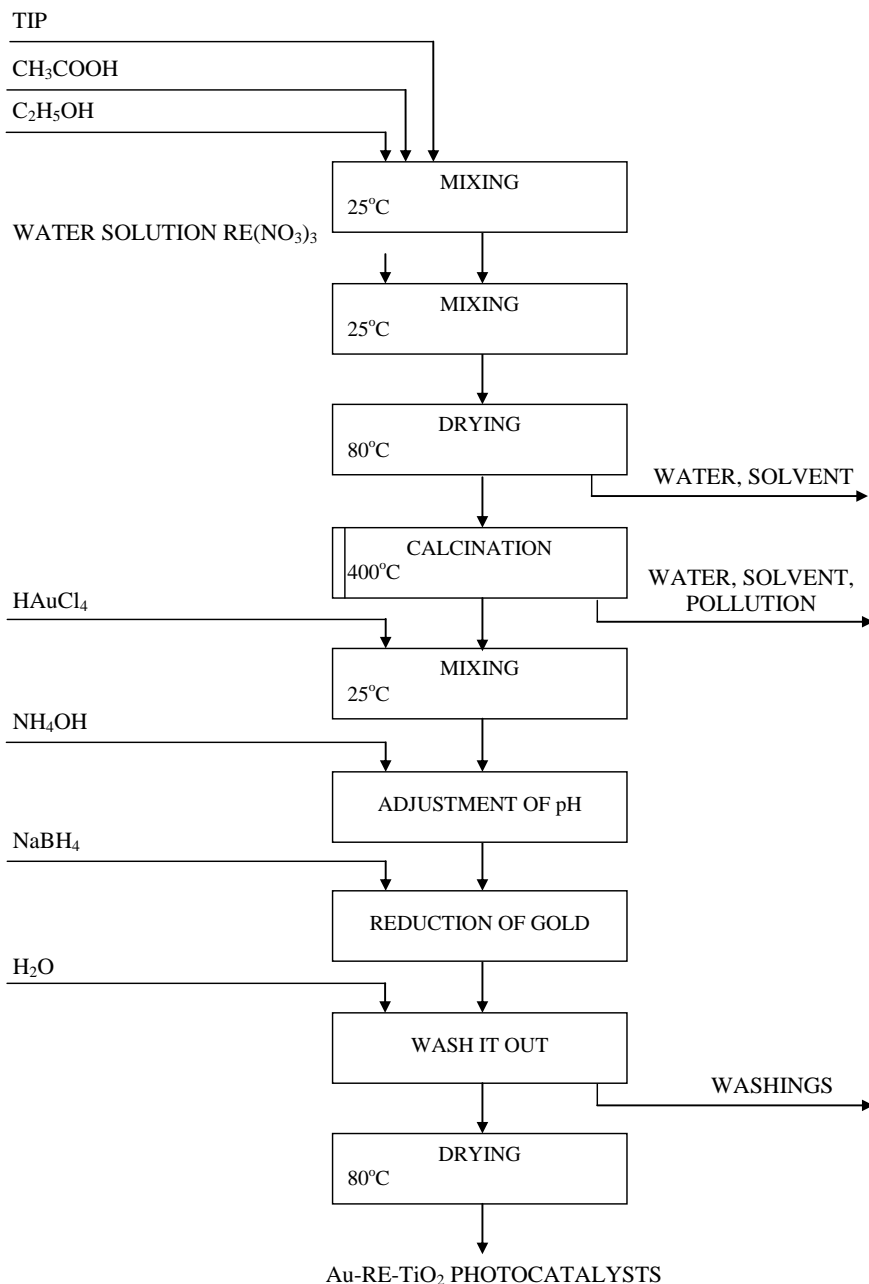 TIP
CH₃COOH
C₂H₅OH
MIXING
25°C
WATER SOLUTION RE(NO₃)₃
MIXING
25°C
DRYING
80°C
WATER, SOLVENT
CALCINATION
400°C
WATER, SOLVENT,
POLLUTION
HAuCl₄
MIXING
25°C
NH₄OH
ADJUSTMENT OF pH
NaBH₄
REDUCTION OF GOLD
H₂O
WASH IT OUT
WASHINGS
DRYING
80°C
Au-RE-TiO₂ PHOTOCATALYSTS